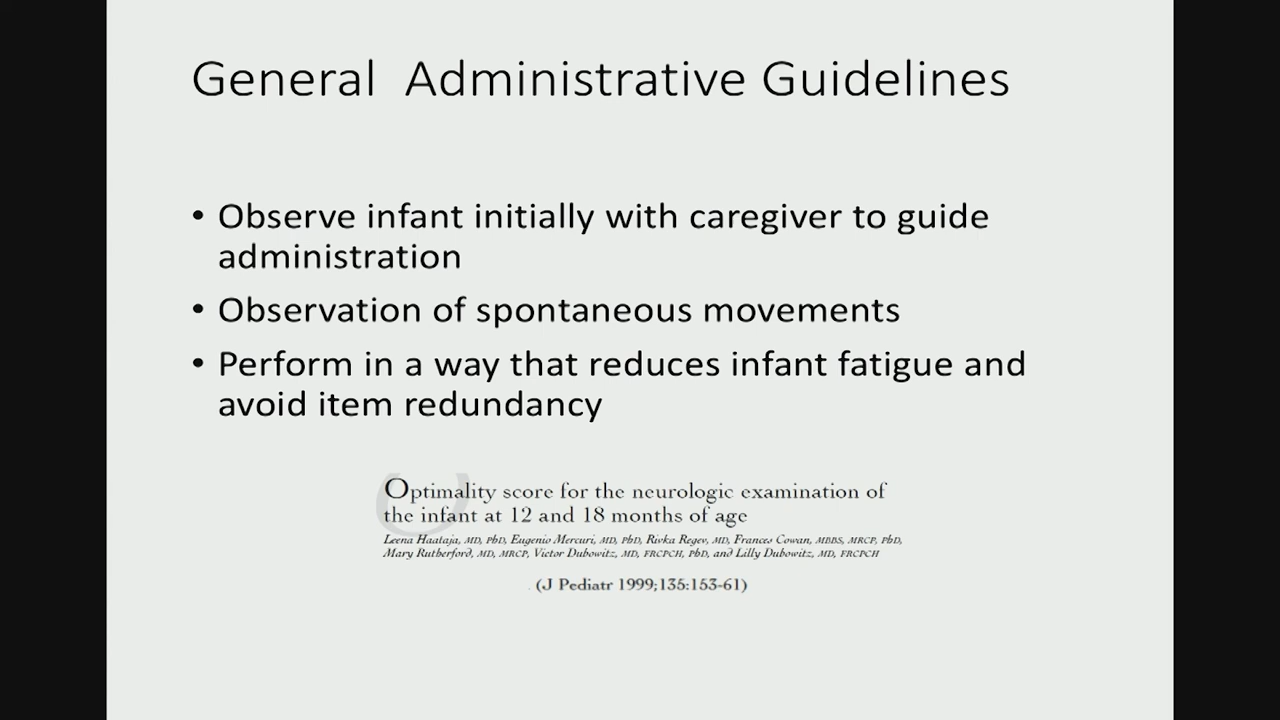 General Administrative Guidelines
• Observe infant initially with caregiver to guide
administration
• Observation of spontaneous movements
• Perform in a way that reduces infant fatigue and
avoid item redundancy
Optimality score for the neurologic examination of
the infant at 12 and 18 months of age
Leena Haataja, MD, PhD, Eugenio Mercuri, MD, PhD, Rivka Regev, MD, Frances Cowan, MBBS, MRCP, PhD,
Mary Rutherford, MD, MRCP, Victor Dubowitz, MD, FRCPCH, PhD, and Lilly Dubowitz, MD, FRCPCH
(J Pediatr 1999;135:153-61)